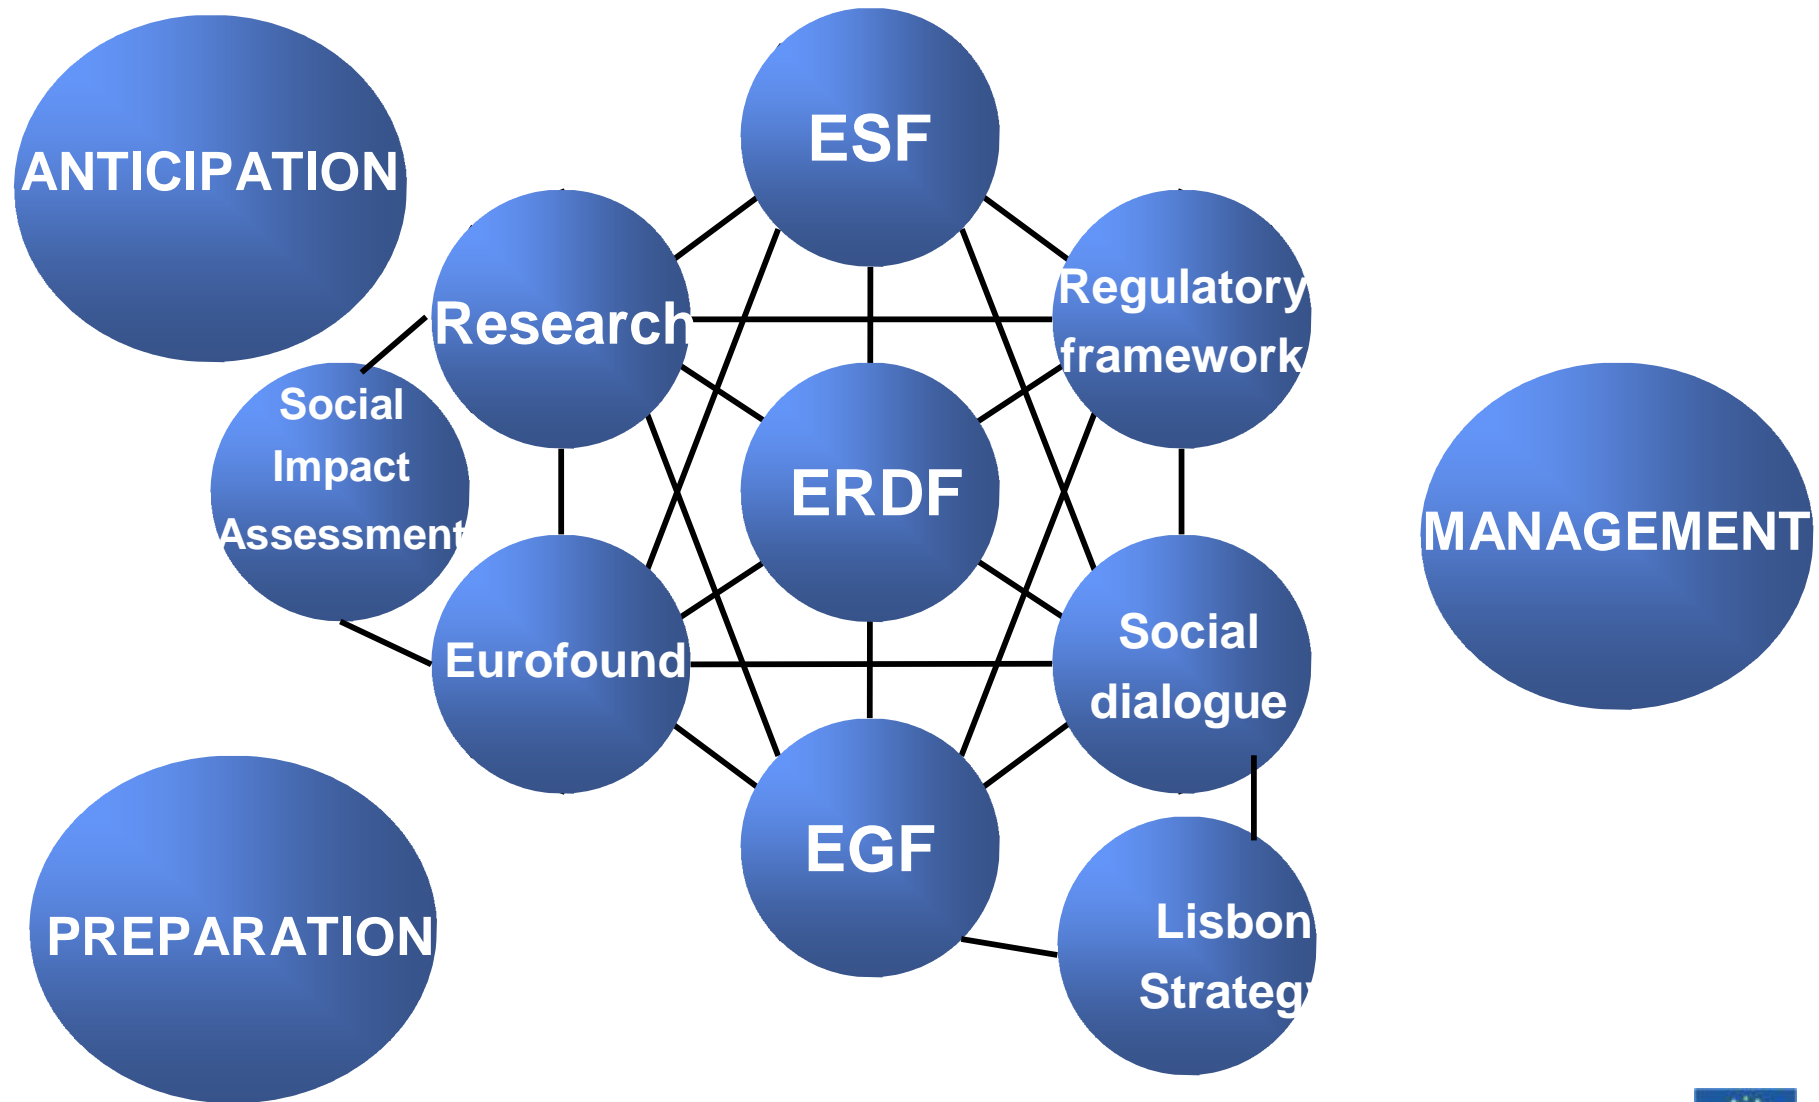 ANTICIPATION
ESF
Research
Regulatory
framework
Social
Impact
Assessment
ERDF
MANAGEMENT
Eurofound
Social
dialogue
EGF
PREPARATION
Lisbon
Strategy